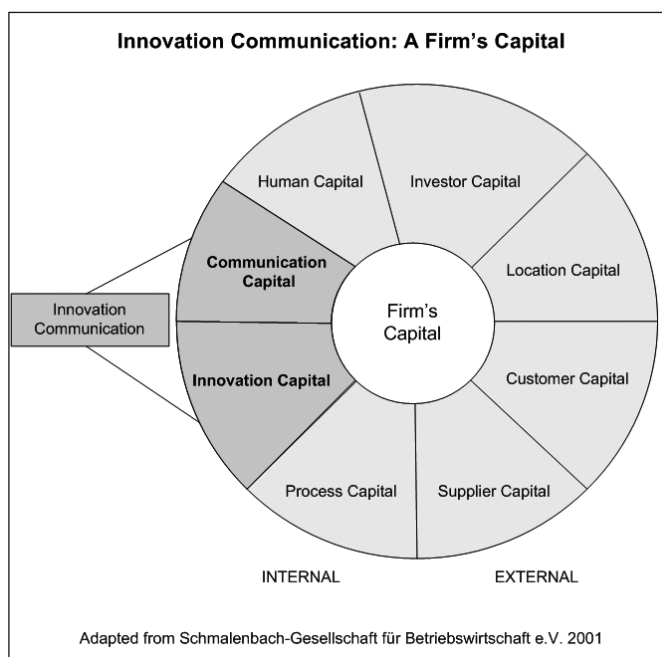 Innovation Communication: A Firm's Capital
Human Capital
Investor Capital
Communication
Capital
Location Capital
Innovation
Communication
Firm's
Capital
Innovation Capital
Customer Capital
Process Capital
Supplier Capital
INTERNAL
EXTERNAL
Adapted from Schmalenbach-Gesellschaft für Betriebswirtschaft e.V. 2001